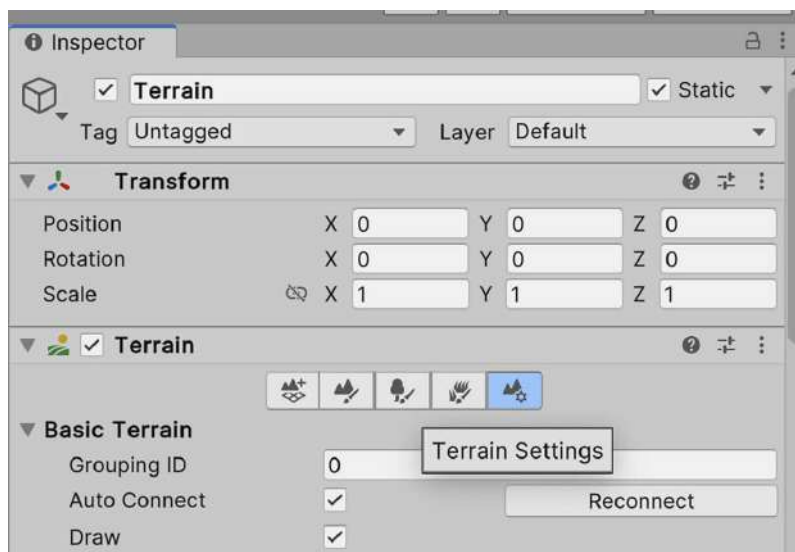 Inspector
Terrain Static
Tag Untagged Layer Default
Transform
Position X 0 Y 0 Z 0
Rotation X 0 Y 0 Z 0
Scale X 1 Y 1 Z 1
Terrain
Basic Terrain
Grouping ID 0
Terrain Settings
Auto Connect Reconnect
Draw